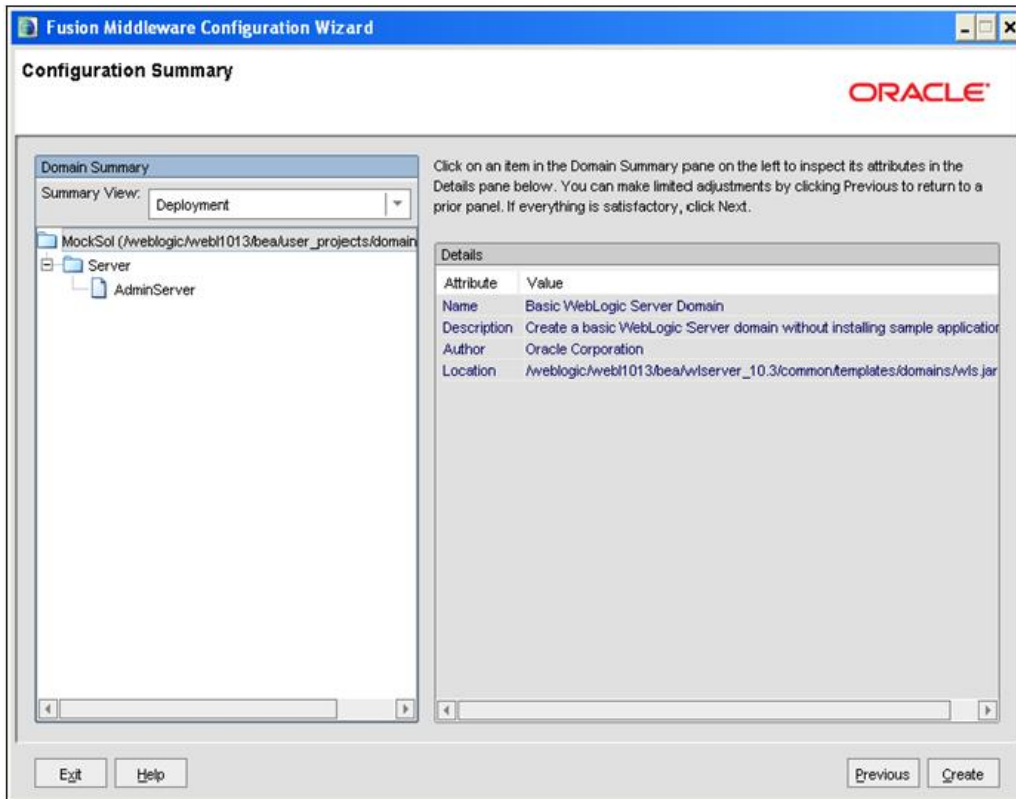 Fusion Middleware Configuration Wizard
Configuration Summary
ORACLE
Domain Summary
Summary View:
Deployment
MockSol (/weblogic/webl1013/bea/user_projects/domain
Server
AdminServer
Click on an item in the Domain Summary pane on the left to inspect its attributes in the
Details pane below. You can make limited adjustments by clicking Previous to return to a
prior panel. If everything is satisfactory, click Next.
Details
Attribute Value
Name Basic WebLogic Server Domain
Description Create a basic WebLogic Server domain without installing sample application
Author Oracle Corporation
Location /weblogic/webl1013/bea/wlserver_10.3/common/templates/domains/wls.jar
Exit Help Previous Create